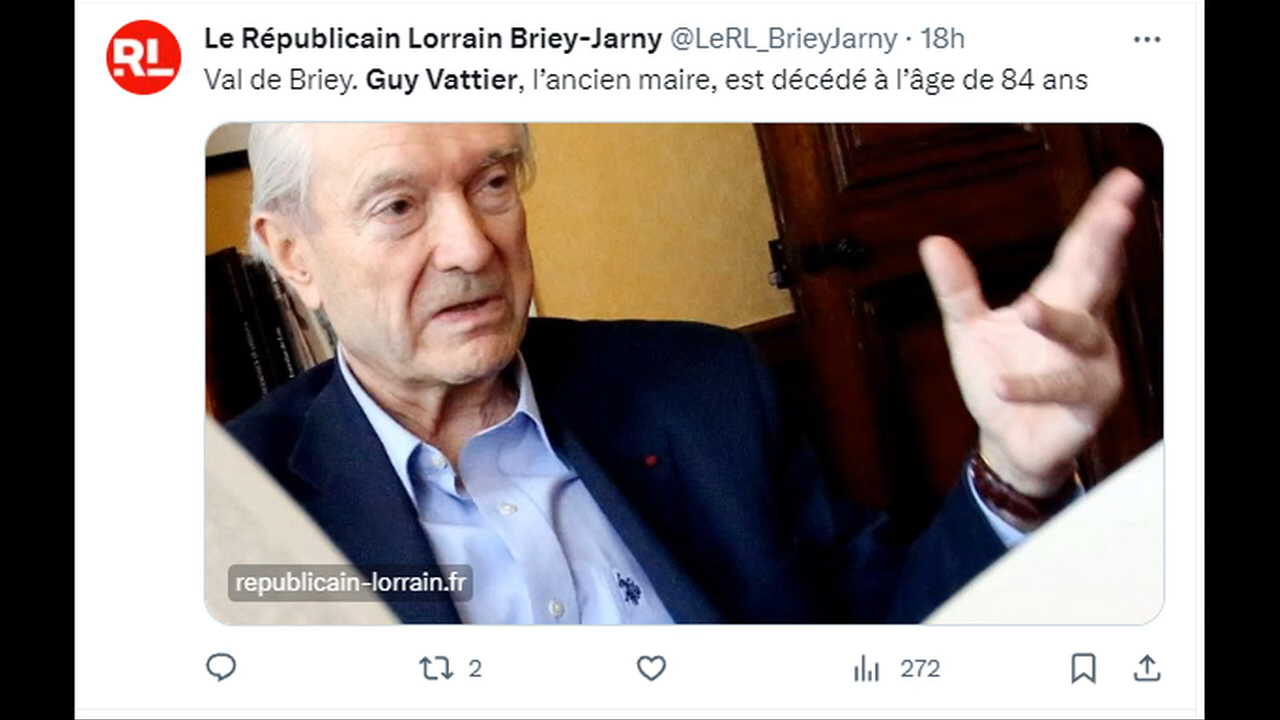 RL
Le Républicain Lorrain Briey-Jarny @LeRL_BrieyJarny · 18h
Val de Briey. Guy Vattier, l’ancien maire, est décédé à l’âge de 84 ans
republicain-lorrain.fr
2 272